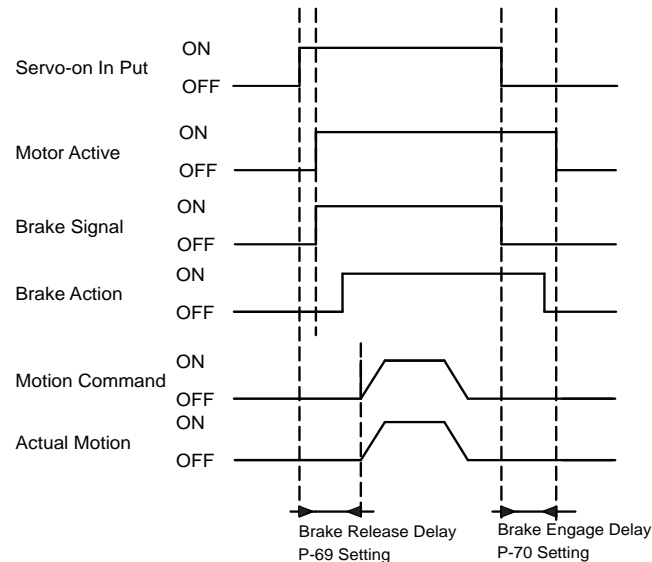 ON
Servo-on In Put
OFF
ON
Motor Active
OFF
ON
Brake Signal
OFF
ON
Brake Action
OFF
ON
Motion Command
OFF
ON
Actual Motion
OFF
Brake Release Delay
P-69 Setting
Brake Engage Delay
P-70 Setting